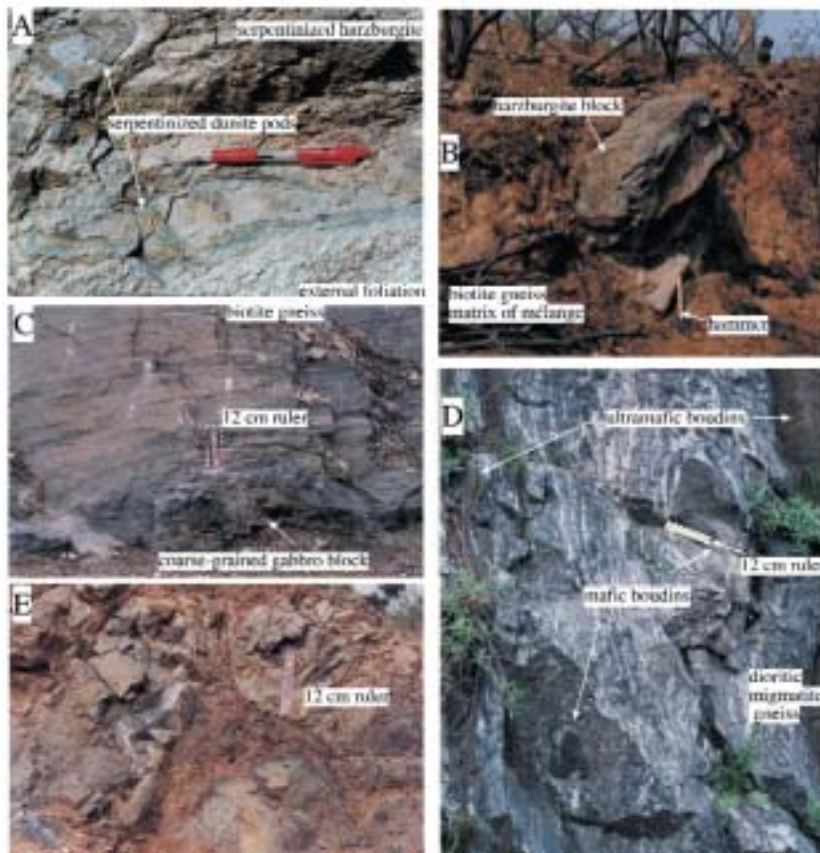 A
serpentinized harzburgite
serpentinized dunite pods
external foliation
B
harzburgite block
biotite gneiss
matrix of mélange
hammer
C
biotite gneiss
12 cm ruler
coarse-grained gabbro block
D
ultramafic boudins
12 cm ruler
mafic boudins
dioritic
migmatite
gneiss
E
12 cm ruler